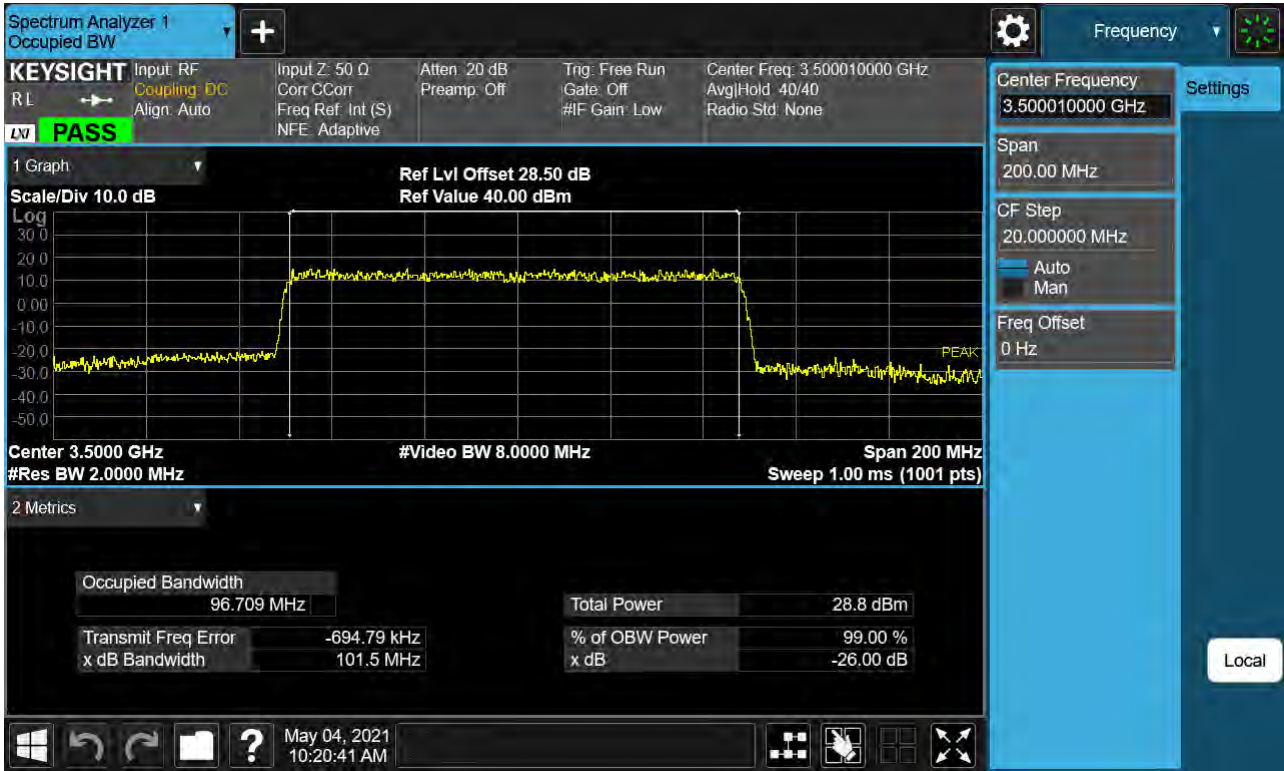 Spectrum Analyzer 1
Occupied BW
Frequency
KEYSIGHT
RL
LXI
PASS
Input: RF
Coupling: DC
Align: Auto
Input Z: 50 Ω
Corr CCorr
Freq Ref: Int (S)
NFE: Adaptive
Atten: 20 dB
Preamp: Off
Trig: Free Run
Gate: Off
#IF Gain: Low
Center Freq: 3.500010000 GHz
Avg|Hold: 40/40
Radio Std: None
Center Frequency
3.500010000 GHz
Settings
Span
200.00 MHz
CF Step
20.000000 MHz
Auto
Man
Freq Offset
0 Hz
Local
1 Graph
Scale/Div 10.0 dB
Ref Lvl Offset 28.50 dB
Ref Value 40.00 dBm
Log
30.0
20.0
10.0
0.00
-10.0
-20.0
-30.0
-40.0
-50.0
PEAK
Center 3.5000 GHz
#Video BW 8.0000 MHz
Span 200 MHz
#Res BW 2.0000 MHz
Sweep 1.00 ms (1001 pts)
2 Metrics
Occupied Bandwidth
96.709 MHz
Total Power 28.8 dBm
Transmit Freq Error -694.79 kHz
% of OBW Power 99.00 %
x dB Bandwidth 101.5 MHz
x dB -26.00 dB
?
May 04, 2021
10:20:41 AM